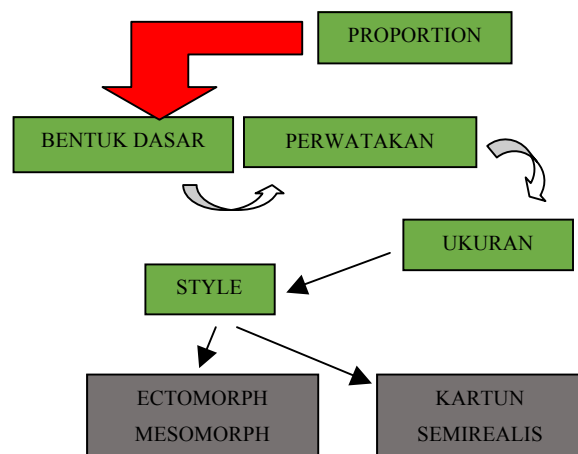 PROPORTION
BENTUK DASAR
PERWATAKAN
UKURAN
STYLE
ECTOMORPH
MESOMORPH
KARTUN
SEMIREALIS